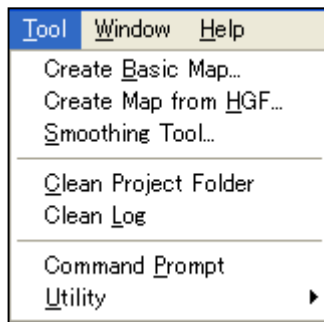 Tool Window Help
Create Basic Map...
Create Map from HGF...
Smoothing Tool...
Clean Project Folder
Clean Log
Command Prompt
Utility